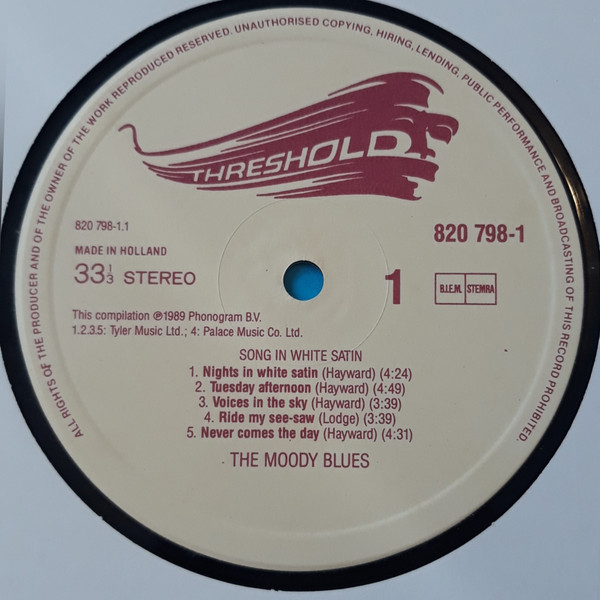 ALL RIGHTS OF THE PRODUCER AND OF THE OWNER OF THE WORK REPRODUCED RESERVED. UNAUTHORISED COPYING, HIRING, LENDING, PUBLIC PERFORMANCE AND BROADCASTING OF THIS RECORD PROHIBITED.
THRESHOLD
820 798-1.1
820 798-1
MADE IN HOLLAND
33⅓ STEREO
1
B.I.E.M. STEMRA
This compilation ℗1989 Phonogram B.V.
1.2.3.5: Tyler Music Ltd.; 4: Palace Music Co. Ltd.
SONG IN WHITE SATIN
1. Nights in white satin (Hayward) (4:24)
2. Tuesday afternoon (Hayward) (4:49)
3. Voices in the sky (Hayward) (3:39)
4. Ride my see-saw (Lodge) (3:39)
5. Never comes the day (Hayward) (4:31)
THE MOODY BLUES